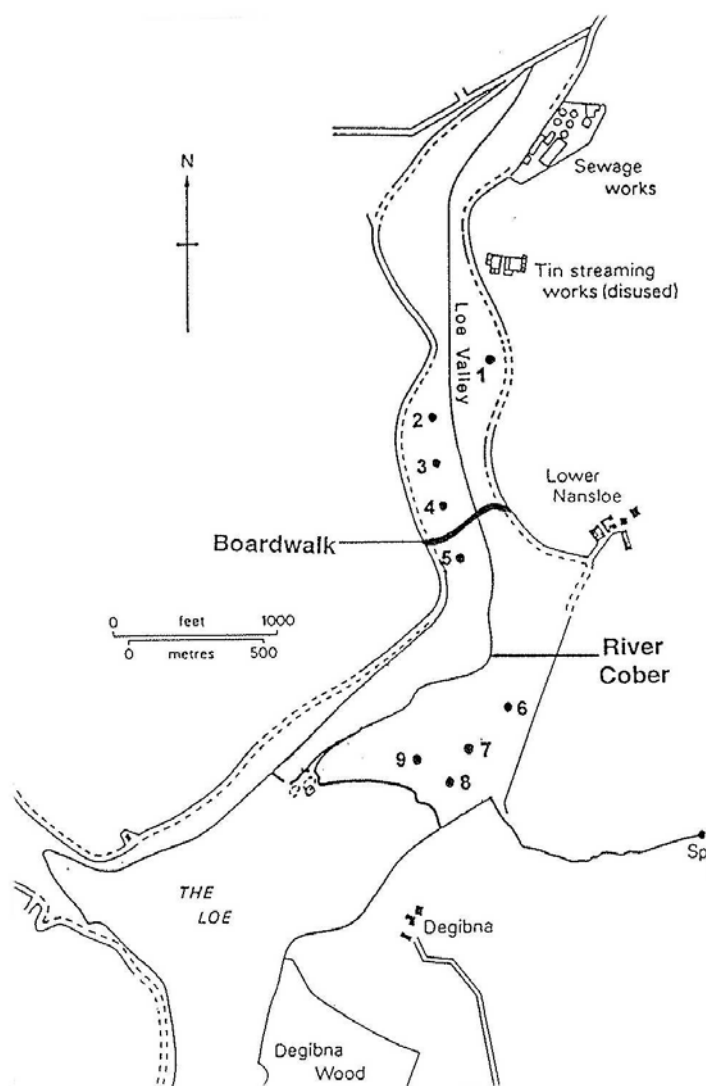 N
Sewage
works
Tin streaming
works (disused)
Loe Valley
1
2
3
4
Lower
Nansloe
Boardwalk
5
0 feet 1000
0 metres 500
River
Cober
6
7
9
8
Sp
THE
LOE
Degibna
Degibna
Wood